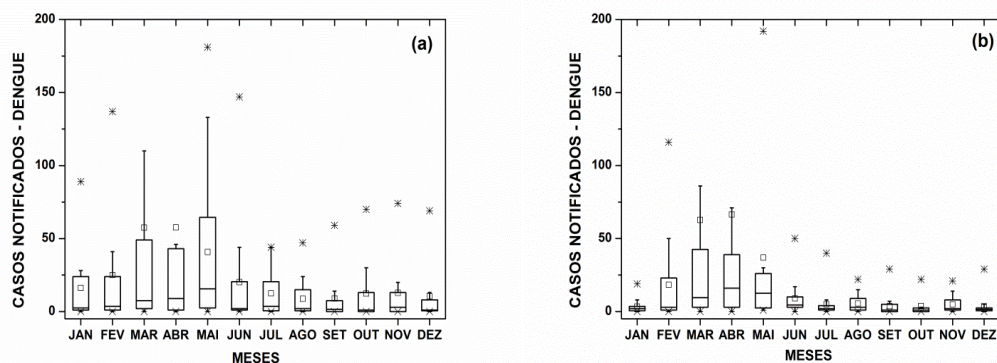 (a)
CASOS NOTIFICADOS - DENGUE
200
150
100
50
0
JAN FEV MAR ABR MAI JUN JUL AGO SET OUT NOV DEZ
MESES
(b)
CASOS NOTIFICADOS - DENGUE
200
150
100
50
0
JAN FEV MAR ABR MAI JUN JUL AGO SET OUT NOV DEZ
MESES